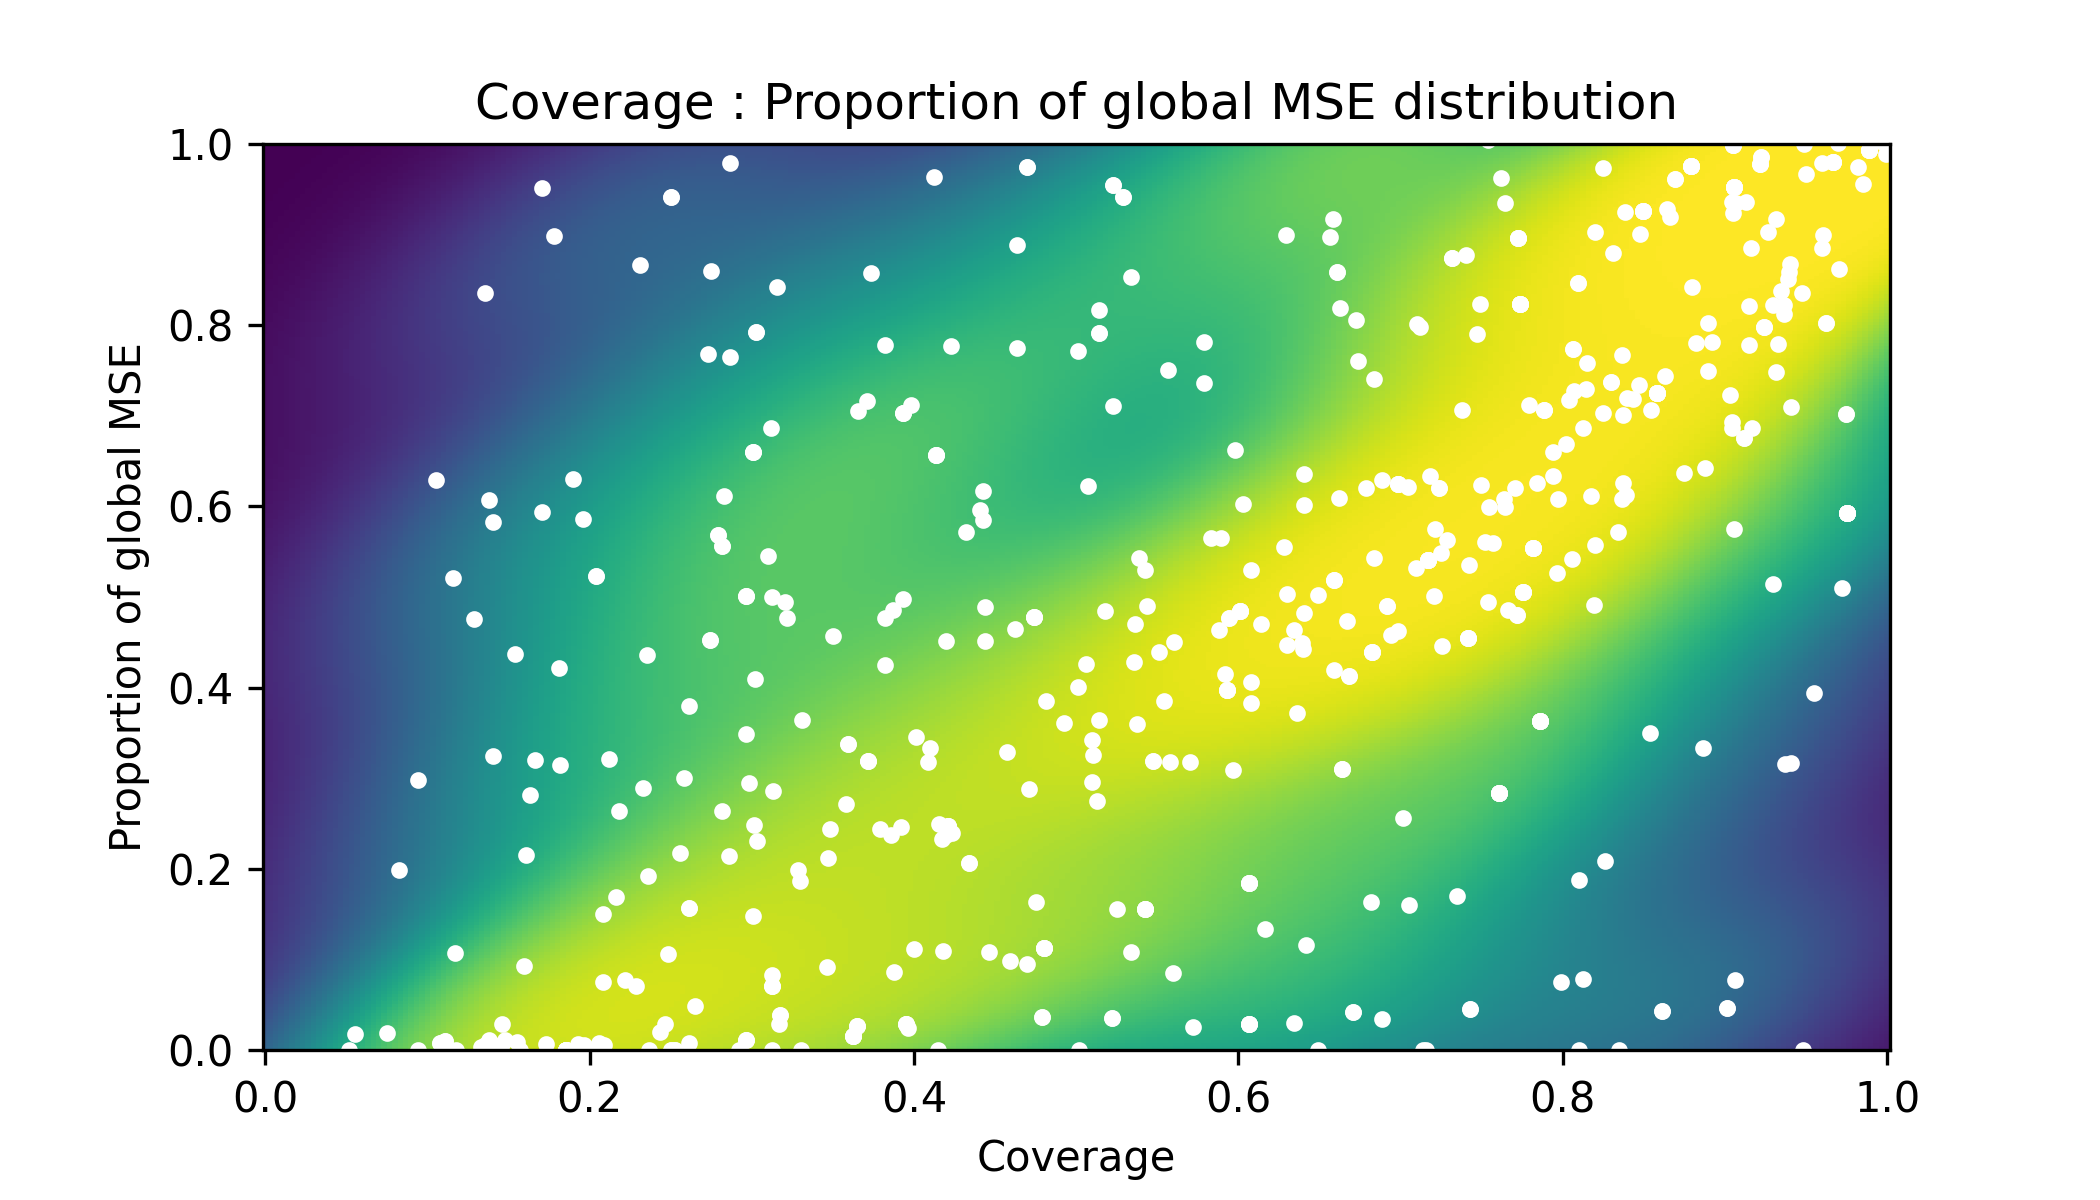 Coverage : Proportion of global MSE distribution
Proportion of global MSE
1.0
0.8
0.6
0.4
0.2
0.0
0.0 0.2 0.4 0.6 0.8 1.0
Coverage